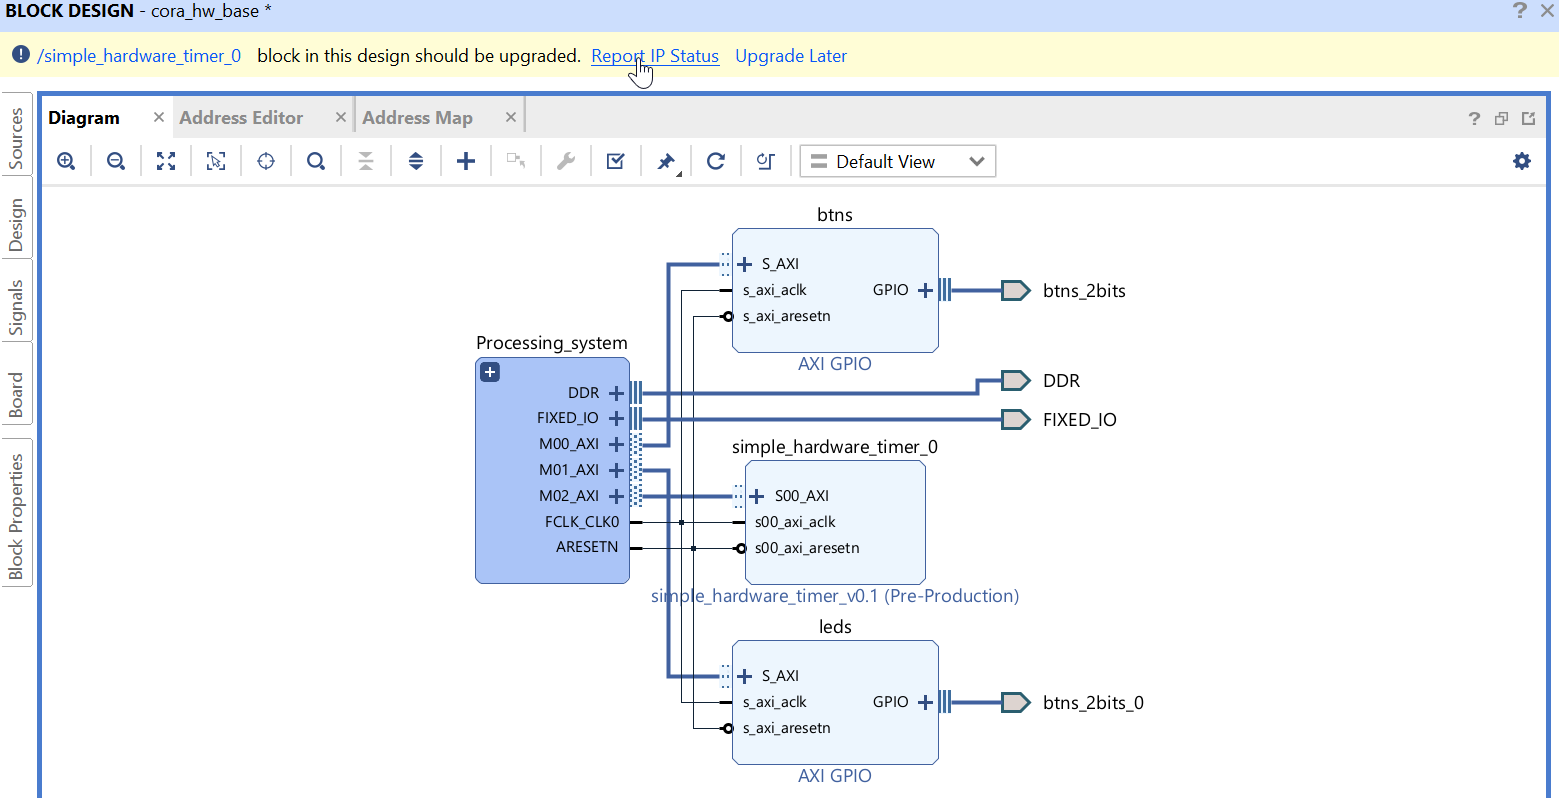 BLOCK DESIGN - cora_hw_base *
/simple_hardware_timer_0 block in this design should be upgraded. Report IP Status Upgrade Later
Sources
Design
Signals
Board
Block Properties
Diagram
Address Editor
Address Map
Default View
btns
S_AXI
s_axi_aclk
s_axi_aresetn
GPIO
btns_2bits
AXI GPIO
Processing_system
DDR
FIXED_IO
M00_AXI
M01_AXI
M02_AXI
FCLK_CLK0
ARESETN
DDR
FIXED_IO
simple_hardware_timer_0
S00_AXI
s00_axi_aclk
s00_axi_aresetn
simple_hardware_timer_v0.1 (Pre-Production)
leds
S_AXI
s_axi_aclk
s_axi_aresetn
GPIO
btns_2bits_0
AXI GPIO